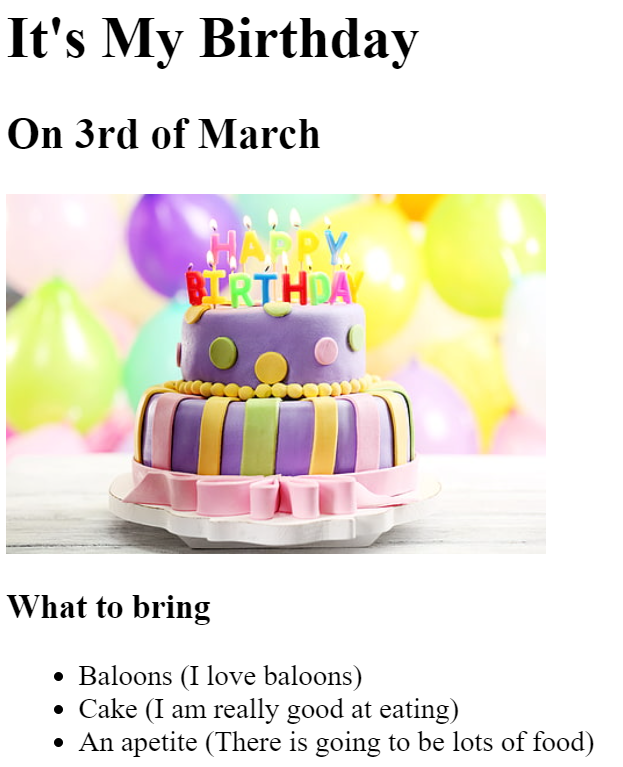 It's My Birthday
On 3rd of March
HAPPY
BIRTHDAY
What to bring
Baloons (I love baloons)
Cake (I am really good at eating)
An apetite (There is going to be lots of food)